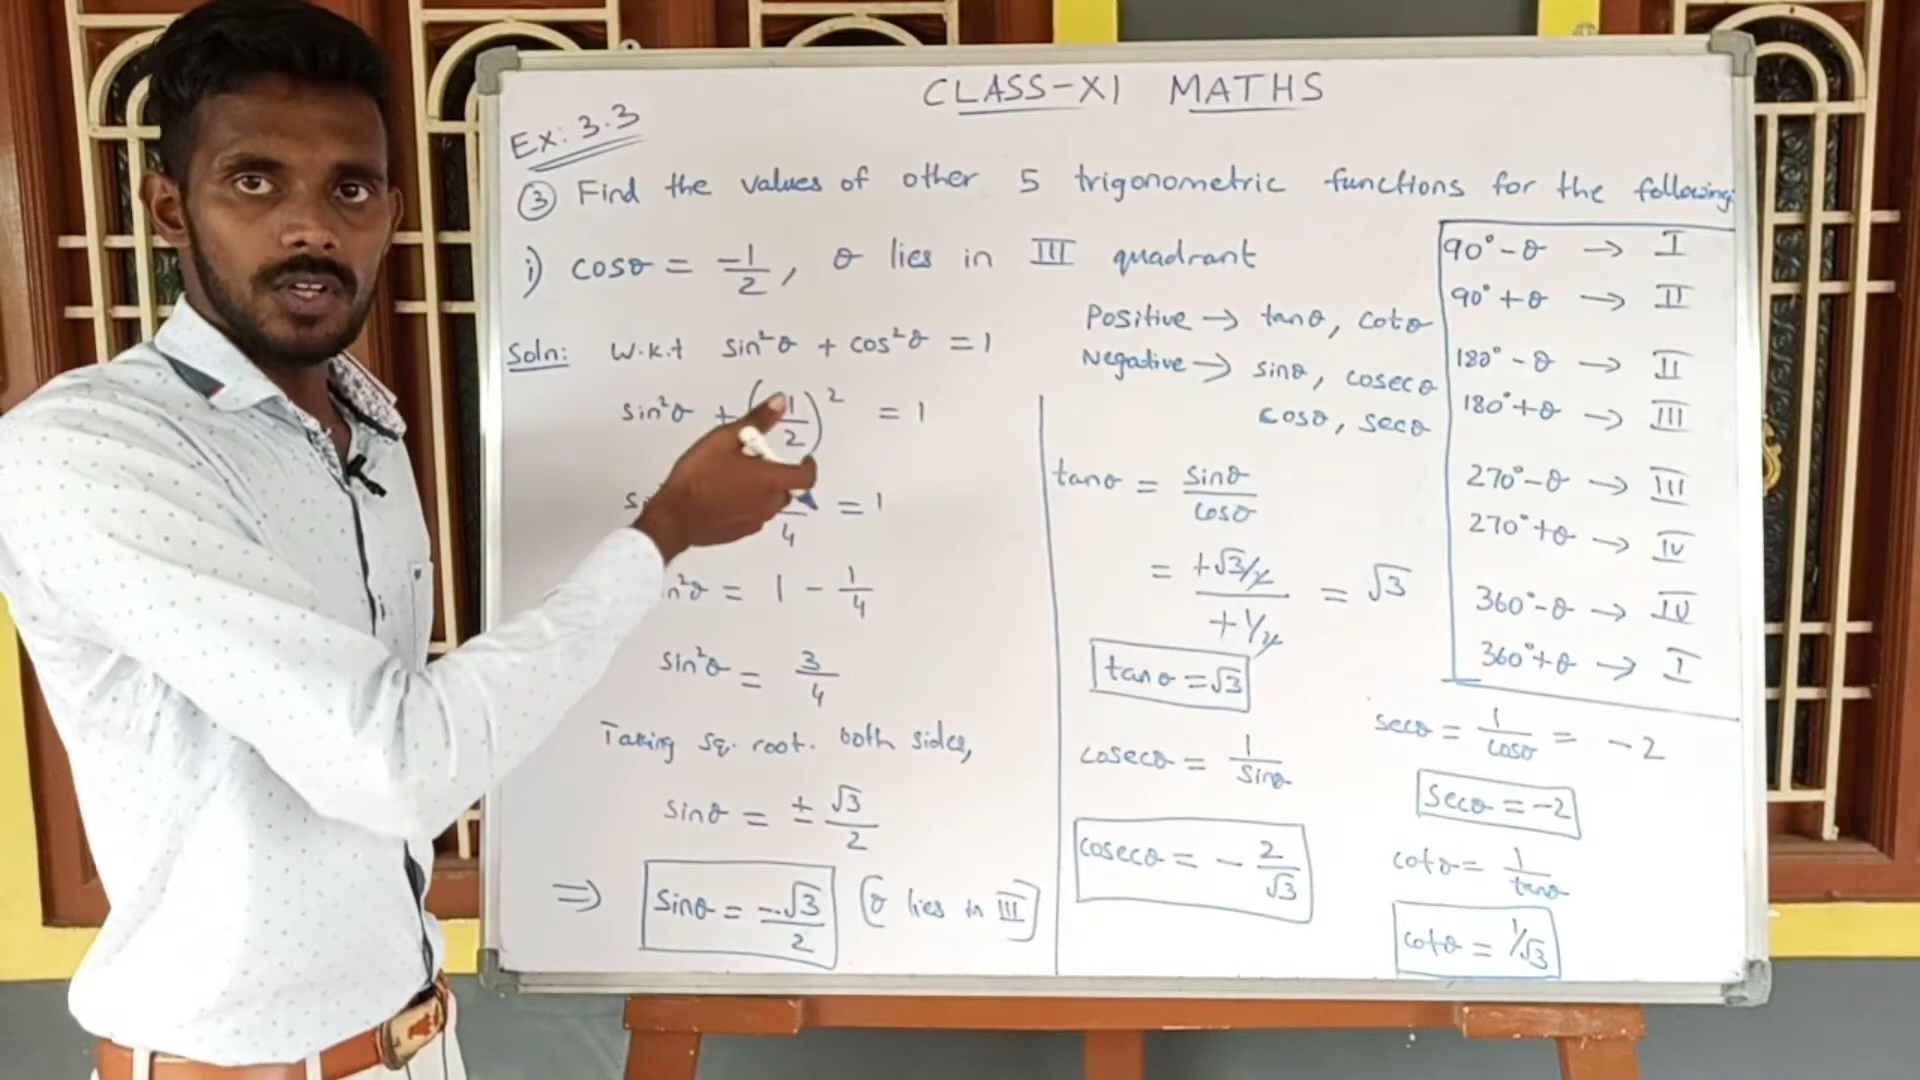 CLASS-XI MATHS
Ex: 3.3
③ Find the values of other 5 trigonometric functions for the following:
i) cosθ = -1/2, θ lies in III quadrant
Soln: W.k.t sin²θ + cos²θ = 1
sin²θ + (-1/2)² = 1
/4 = 1
n²θ = 1 - 1/4
sin²θ = 3/4
Taking sq. root. both sides,
sinθ = ± √3/2
⇒ sinθ = -√3/2 (θ lies in III)
Positive → tanθ, cotθ
Negative → sinθ, cosecθ
cosθ, secθ
tanθ = sinθ/cosθ
= +√3/2 / +1/2 = √3
tanθ = √3
cosecθ = 1/sinθ
cosecθ = - 2/√3
90° - θ → I
90° + θ → II
180° - θ → II
180° + θ → III
270° - θ → III
270° + θ → IV
360° - θ → IV
360° + θ → I
secθ = 1/cosθ = -2
secθ = -2
cotθ = 1/tanθ
cotθ = 1/√3